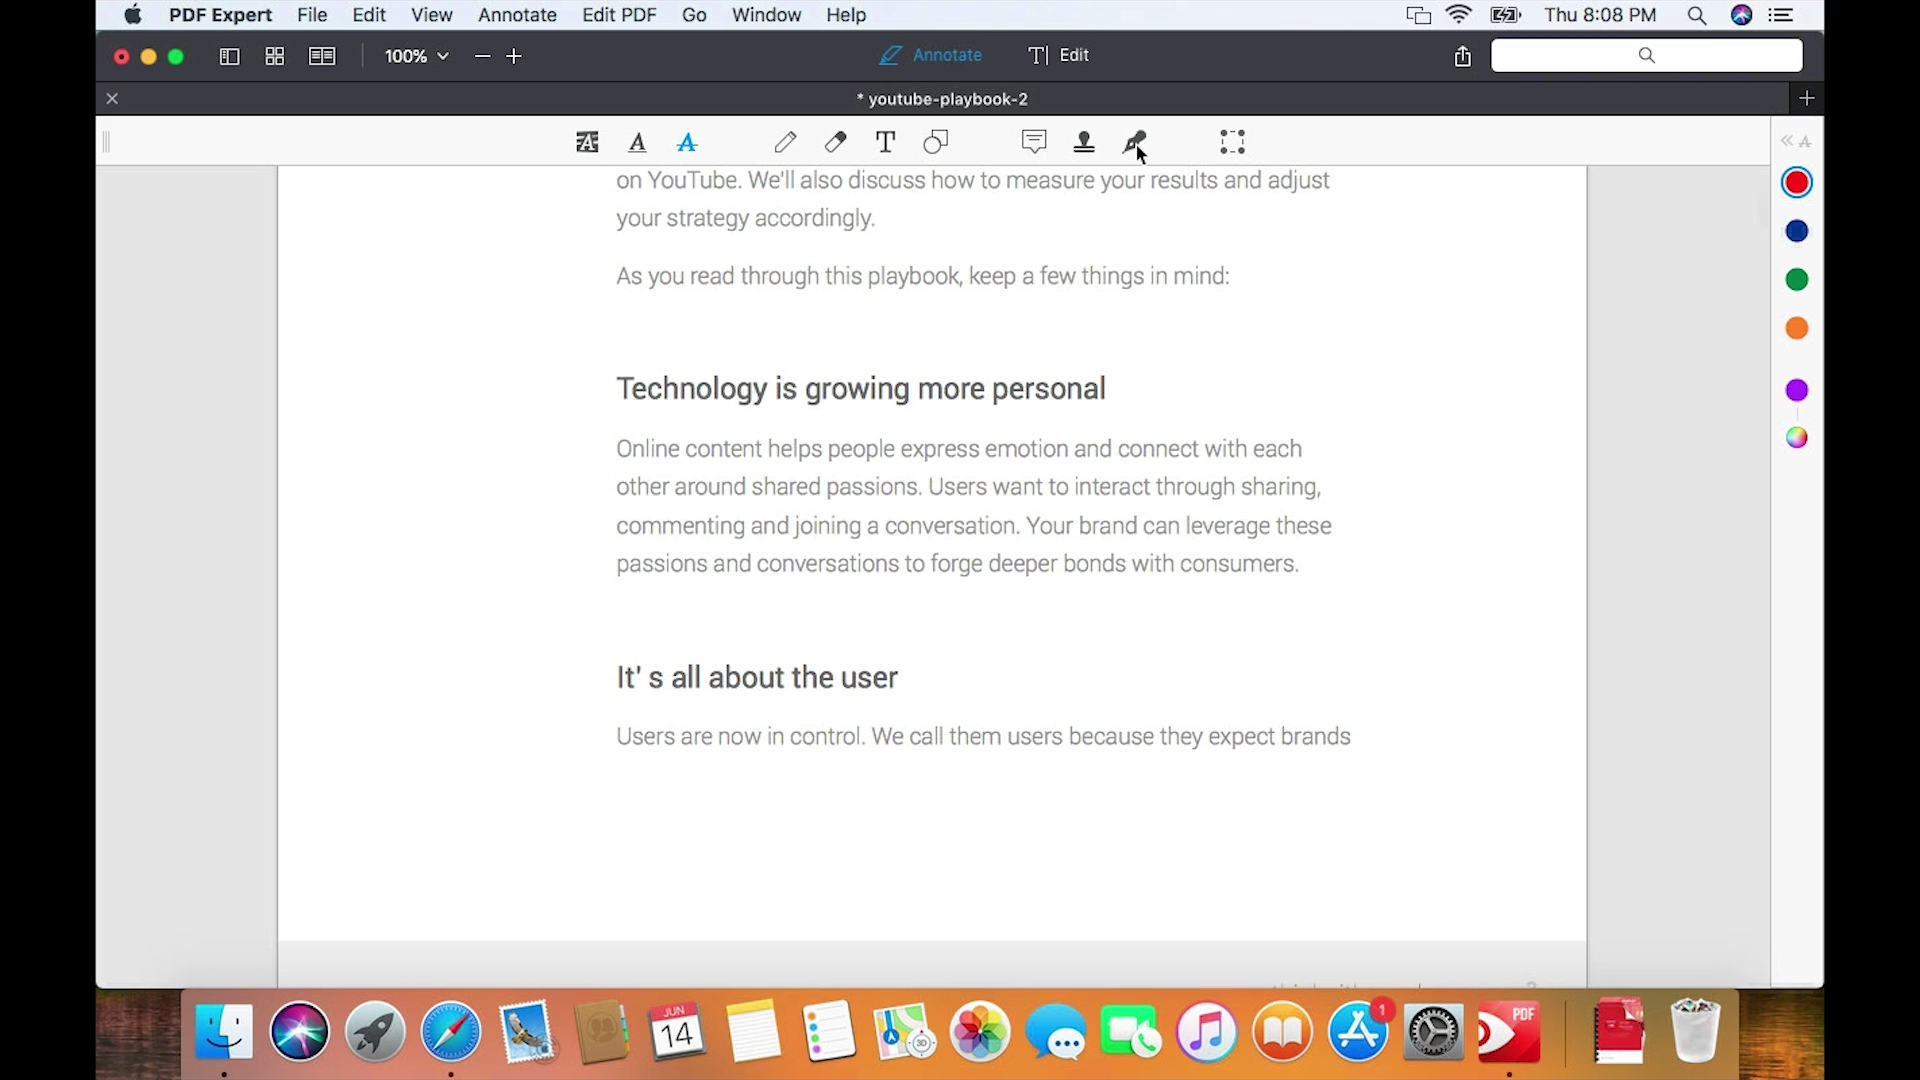 PDF Expert File Edit View Annotate Edit PDF Go Window Help Thu 8:08 PM
100% Annotate T Edit
* youtube-playbook-2
A A A T A
on YouTube. We'll also discuss how to measure your results and adjust
your strategy accordingly.
As you read through this playbook, keep a few things in mind:
Technology is growing more personal
Online content helps people express emotion and connect with each
other around shared passions. Users want to interact through sharing,
commenting and joining a conversation. Your brand can leverage these
passions and conversations to forge deeper bonds with consumers.
It' s all about the user
Users are now in control. We call them users because they expect brands
JUN
14
3D
1
PDF